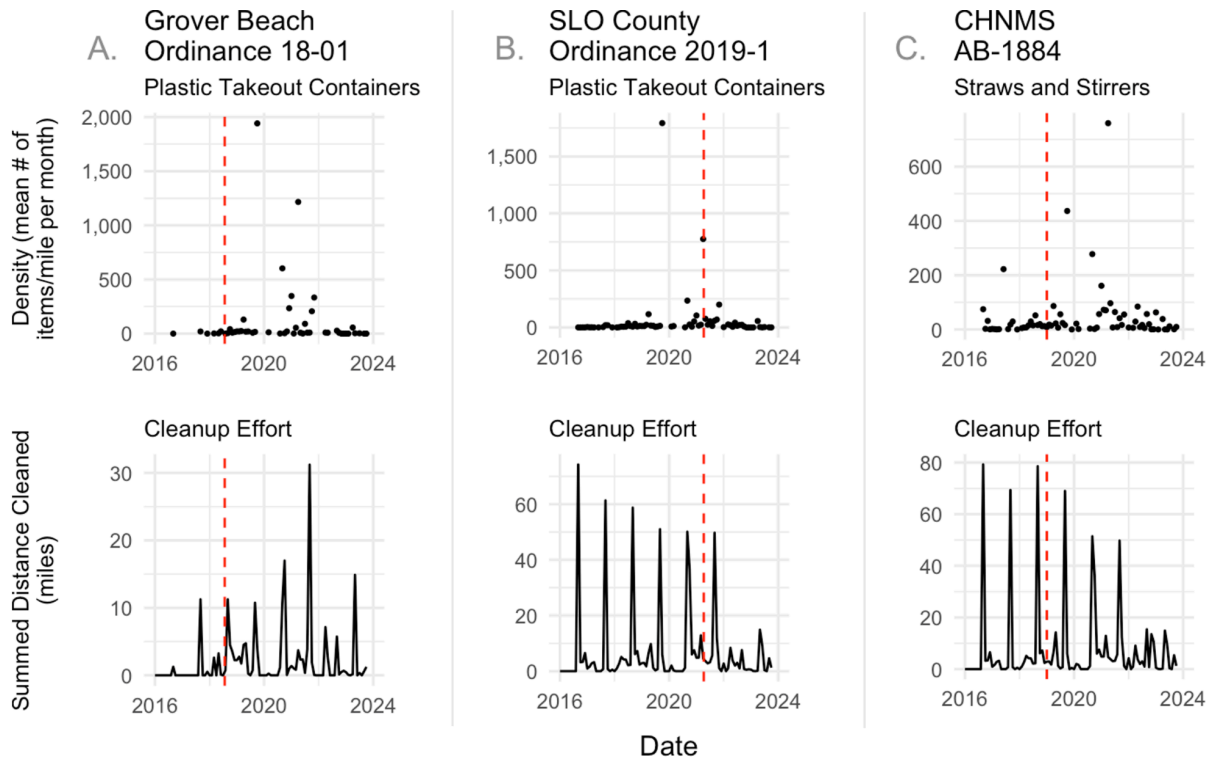 A.
Grover Beach
Ordinance 18-01
Plastic Takeout Containers
Density (mean # of
items/mile per month)
2,000
1,500
1,000
500
0
2016
2020
2024
Cleanup Effort
Summed Distance Cleaned
(miles)
30
20
10
0
2016
2020
2024
B.
SLO County
Ordinance 2019-1
Plastic Takeout Containers
1,500
1,000
500
0
2016
2020
2024
Cleanup Effort
60
40
20
0
2016
2020
2024
C.
CHNMS
AB-1884
Straws and Stirrers
600
400
200
0
2016
2020
2024
Cleanup Effort
80
60
40
20
0
2016
2020
2024
Date